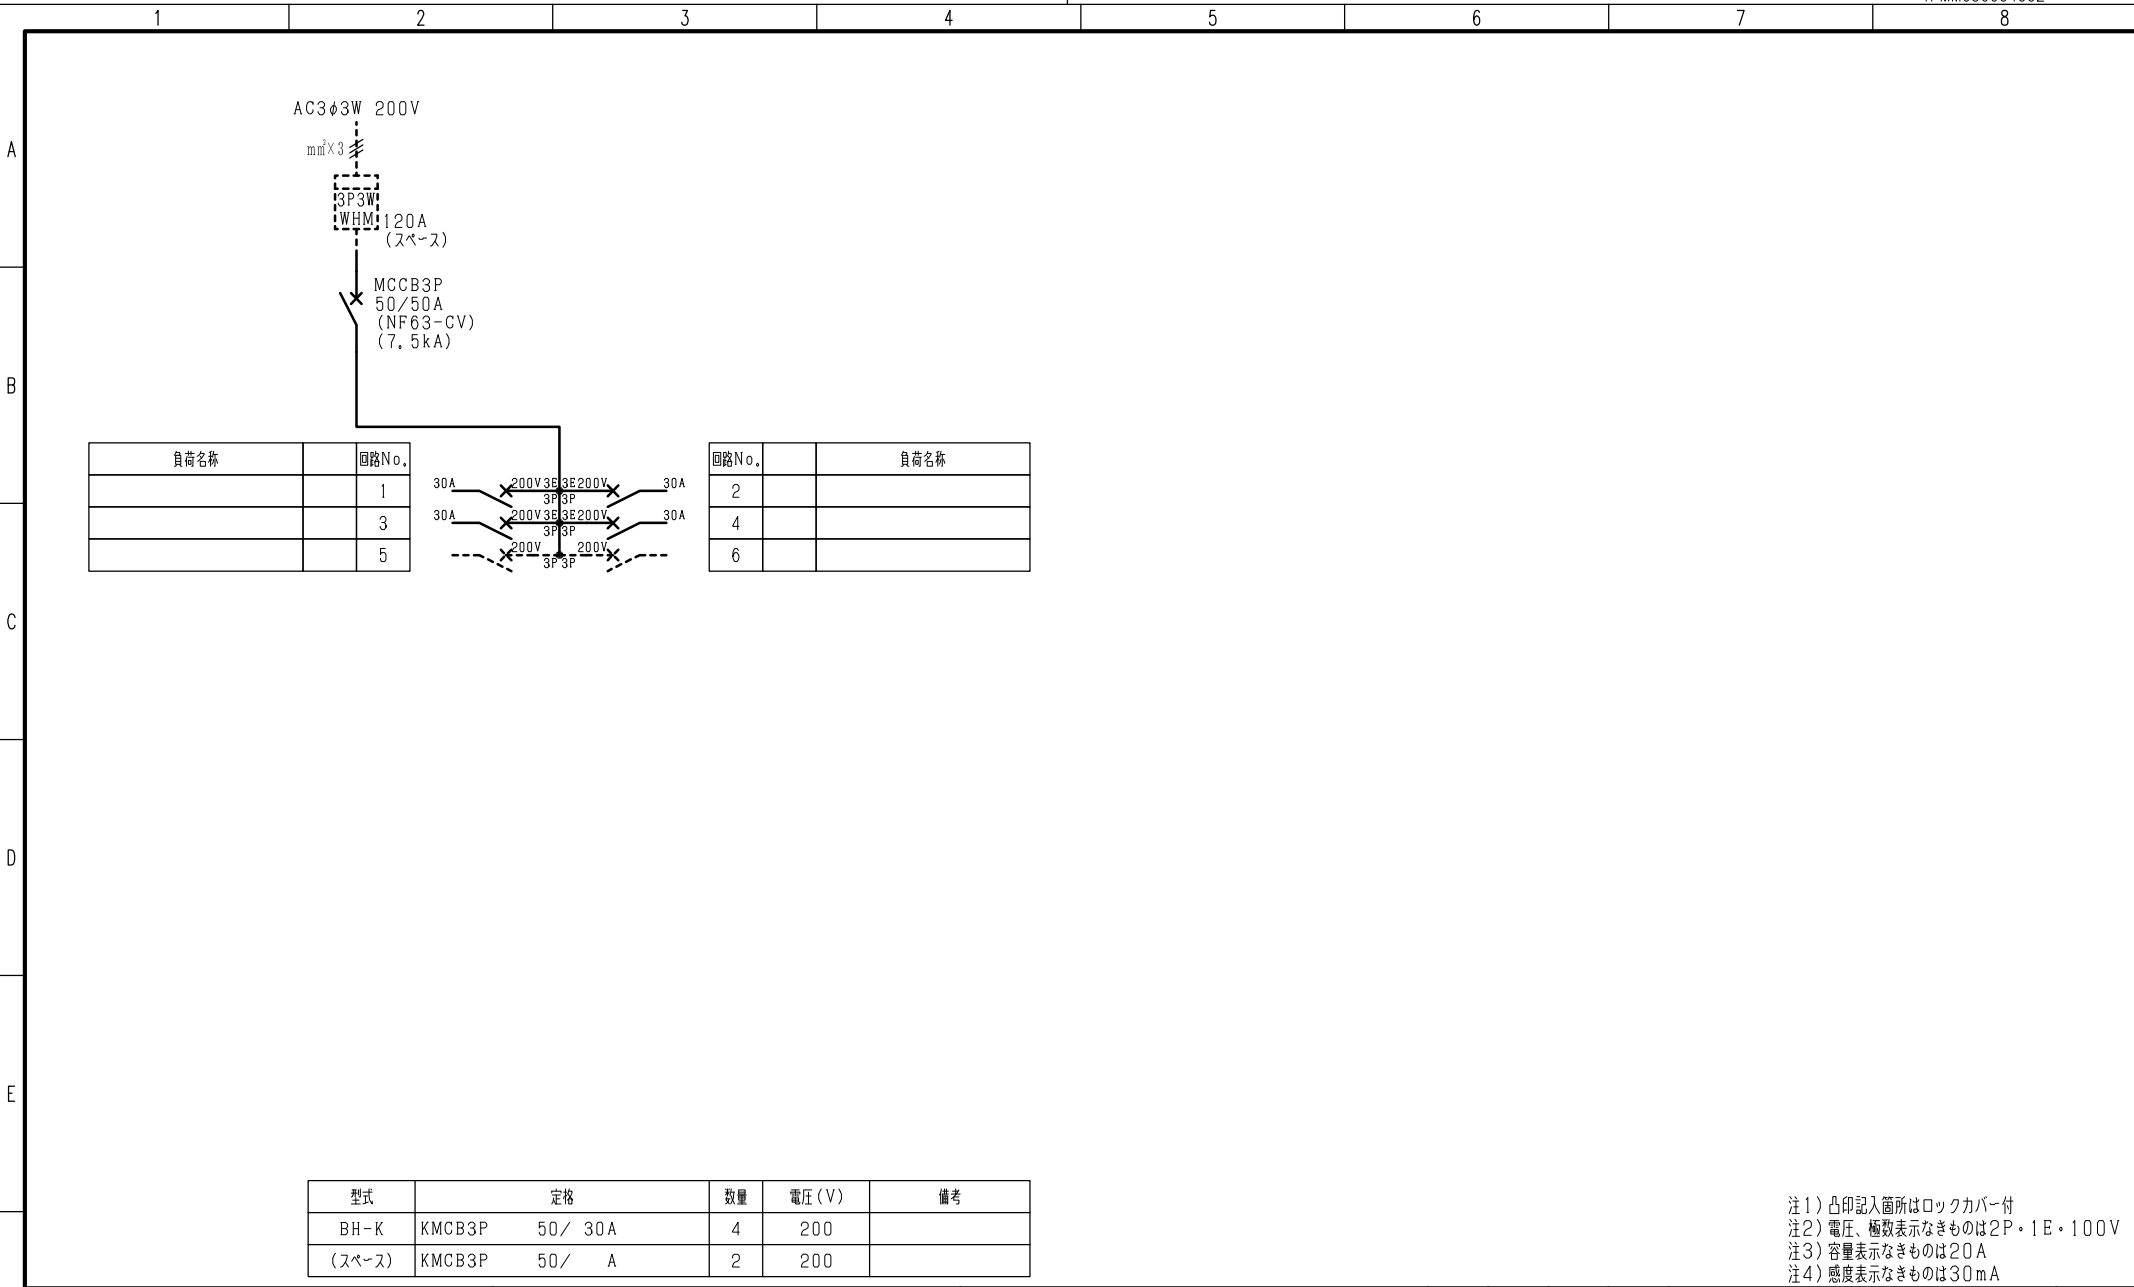 1 2 3 4 5 6 7 8
A
B
C
D
E
AC3φ3W 200V
mm²×3
3P3W
WHM
120A
(スペース)
MCCB3P
50/50A
(NF63-CV)
(7.5kA)
負荷名称 回路No.
1
3
5
30A 200V 3E 3E 200V 30A
3P 3P
30A 200V 3E 3E 200V 30A
3P 3P
200V 200V
3P 3P
回路No. 負荷名称
2
4
6
型式 定格 数量 電圧(V) 備考
BH-K KMCB3P 50/ 30A 4 200
(スペース) KMCB3P 50/ A 2 200
注1)凸印記入箇所はロックカバー付
注2)電圧、極数表示なきものは2P・1E・100V
注3)容量表示なきものは20A
注4)感度表示なきものは30mA